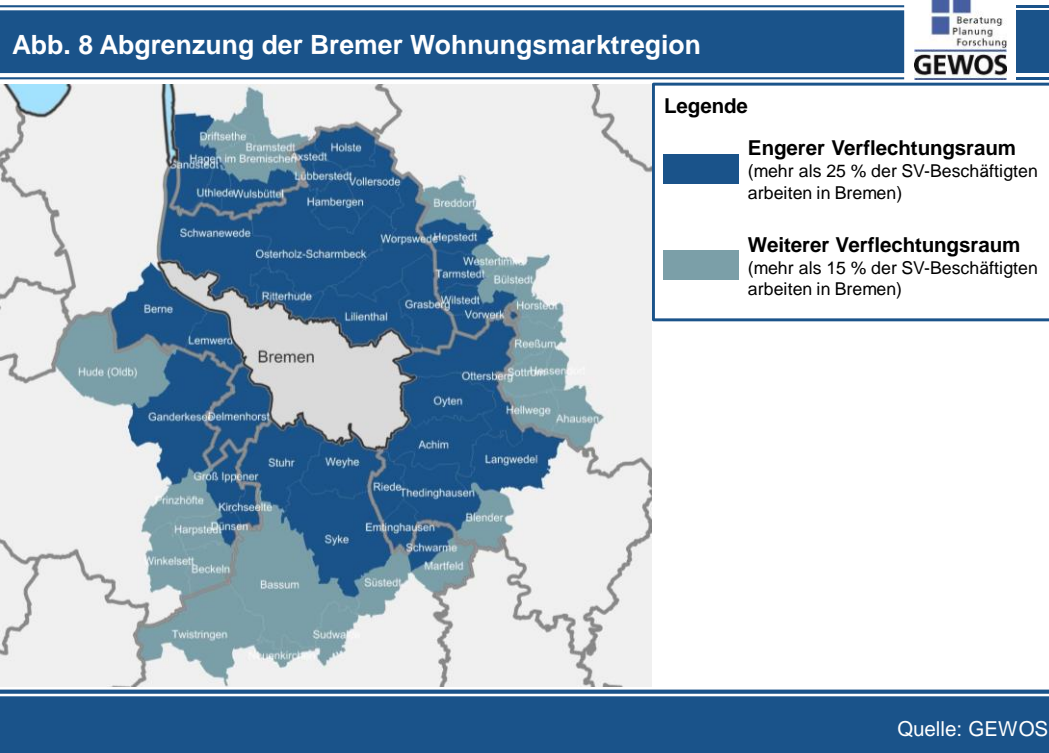 Abb. 8 Abgrenzung der Bremer Wohnungsmarktregion
Beratung
Planung
Forschung
GEWOS
Legende
Engerer Verflechtungsraum
(mehr als 25 % der SV-Beschäftigten
arbeiten in Bremen)
Weiterer Verflechtungsraum
(mehr als 15 % der SV-Beschäftigten
arbeiten in Bremen)
Driftsethe
Bramstedt
Holste
Hagen im Bremischen
Axstedt
Sandstedt
Lübberstedt
Vollersode
Uthlede
Wulsbüttel
Hambergen
Breddorf
Schwanewede
Worpswede
Hepstedt
Osterholz-Scharmbeck
Westertimke
Tarmstedt
Bülstedt
Ritterhude
Grasberg
Wilstedt
Horstedt
Berne
Lilienthal
Vorwerk
Lemwerd
Reeßum
Bremen
Hude (Oldb)
Ottersberg
Sottrum
Oyten
Hellwege
Ahausen
Ganderkesee
Delmenhorst
Achim
Stuhr
Weyhe
Langwedel
Groß Ippener
Riede
Thedinghausen
Prinzhöfte
Kirchseelte
Blender
Harpstedt
Dünsen
Emtinghausen
Syke
Schwarme
Winkelsett
Beckeln
Martfeld
Bassum
Süstedt
Twistringen
Quelle: GEWOS